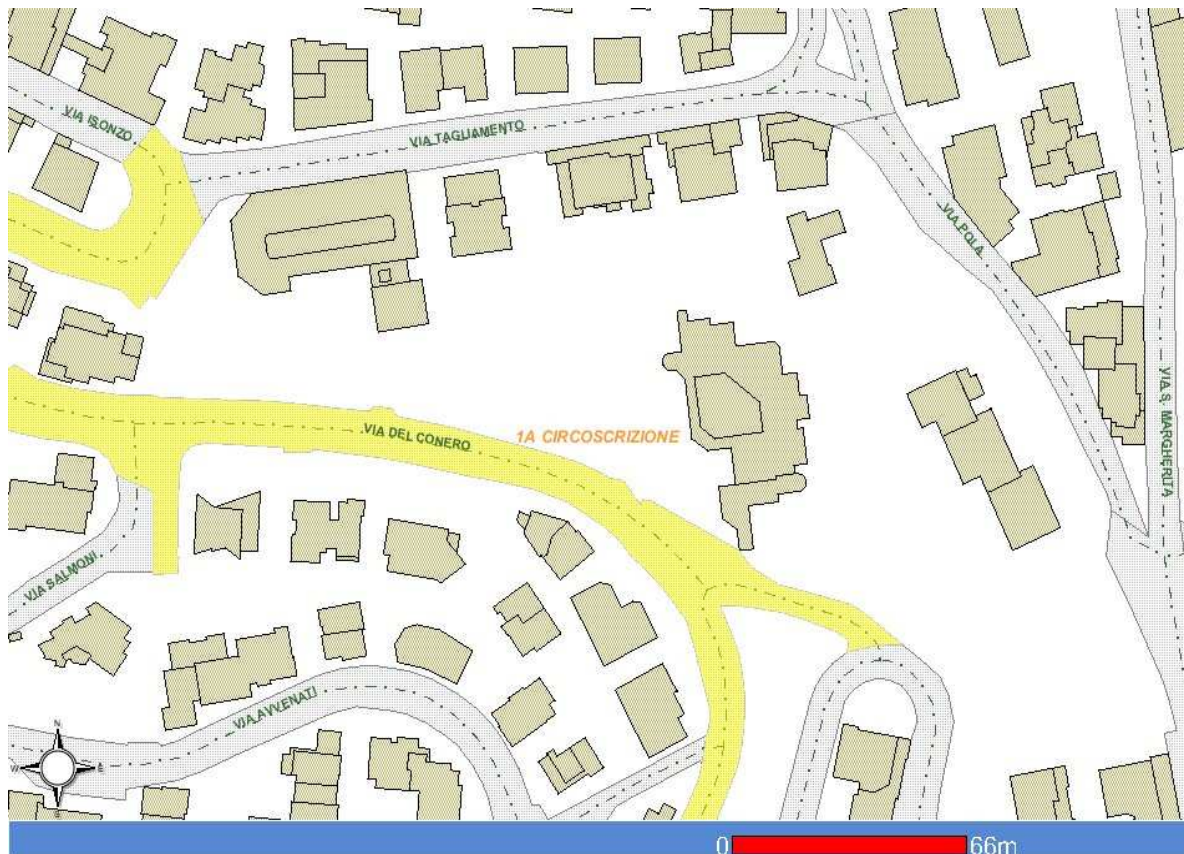 VIA ISONZO
VIA TAGLIAMENTO
VIA POLA
VIA S. MARGHERITA
VIA DEL CONERO
1A CIRCOSCRIZIONE
VIA SALMONI
VIA AVVENATI
N
W E
S
0 66m